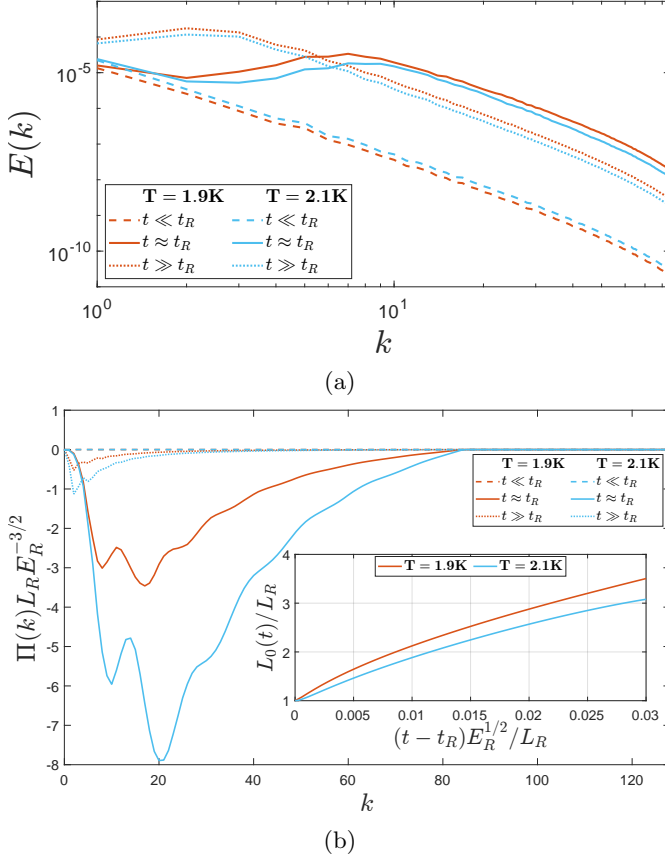 E(k)
10^-5
10^-10
T = 1.9K T = 2.1K
t ≪ t_R t ≪ t_R
t ≈ t_R t ≈ t_R
t ≫ t_R t ≫ t_R
10^0 10^1
k
(a)
Π(k)L_R E_R^{-3/2}
1
0
-1
-2
-3
-4
-5
-6
-7
-8
T = 1.9K T = 2.1K
t ≪ t_R t ≪ t_R
t ≈ t_R t ≈ t_R
t ≫ t_R t ≫ t_R
L_0(t)/L_R
4
3
2
1
T = 1.9K T = 2.1K
0 0.005 0.01 0.015 0.02 0.025 0.03
(t − t_R)E_R^{1/2}/L_R
0 20 40 60 80 100 120
k
(b)